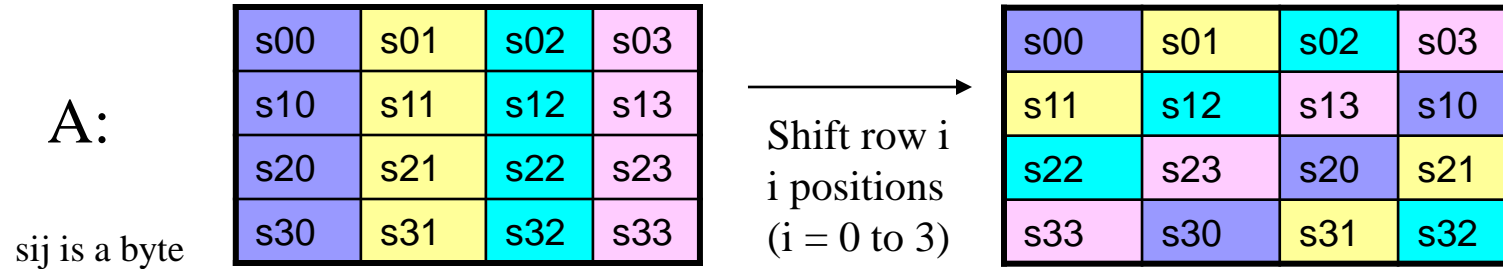 A:
sij is a byte
s00 s01 s02 s03
s10 s11 s12 s13
s20 s21 s22 s23
s30 s31 s32 s33
Shift row i
i positions
(i = 0 to 3)
s00 s01 s02 s03
s11 s12 s13 s10
s22 s23 s20 s21
s33 s30 s31 s32